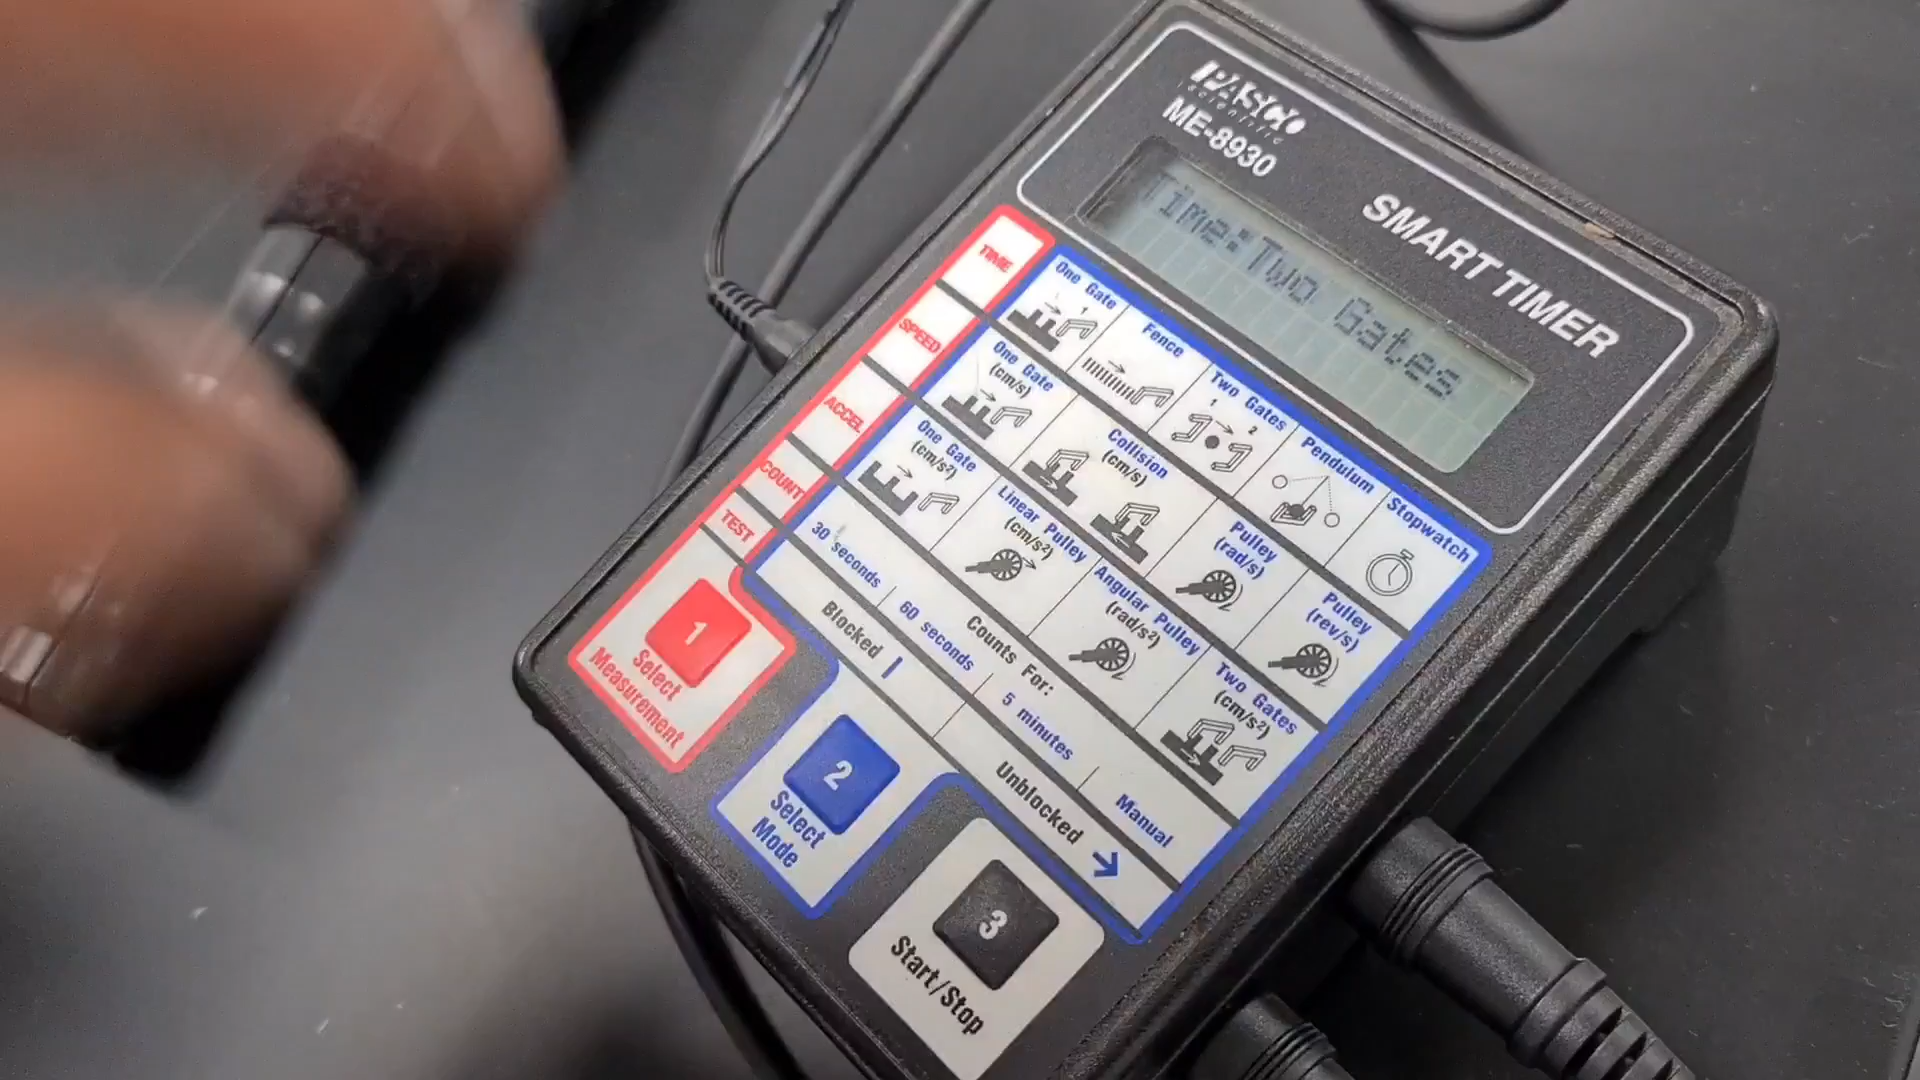 PASCO
scientific
ME-8930
SMART TIMER
Time:Two Gates
TIME
One Gate
Fence
Two Gates
Pendulum
Stopwatch
SPEED
One Gate
(cm/s)
Collision
(cm/s)
Pulley
(rad/s)
Pulley
(rev/s)
ACCEL
One Gate
(cm/s²)
Linear Pulley
(cm/s²)
Angular Pulley
(rad/s²)
Two Gates
(cm/s²)
COUNT
Counts For:
30 seconds
60 seconds
5 minutes
Manual
TEST
Blocked
Unblocked
1
Select
Measurement
2
Select
Mode
3
Start/Stop